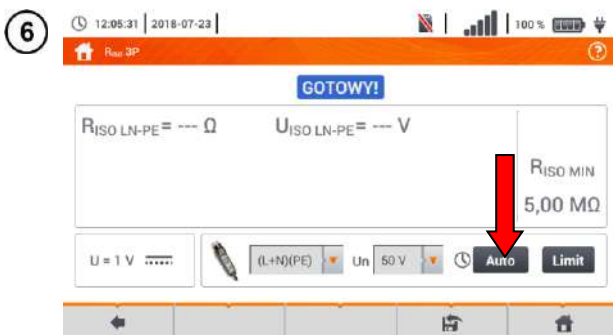 6
12:05:31 2018-07-23 100 %
RISO 3P
GOTOWY!
RISO LN-PE= --- Ω UISO LN-PE= --- V
RISO MIN
5,00 MΩ
U = 1 V (L+N)(PE) Un 50 V Auto Limit